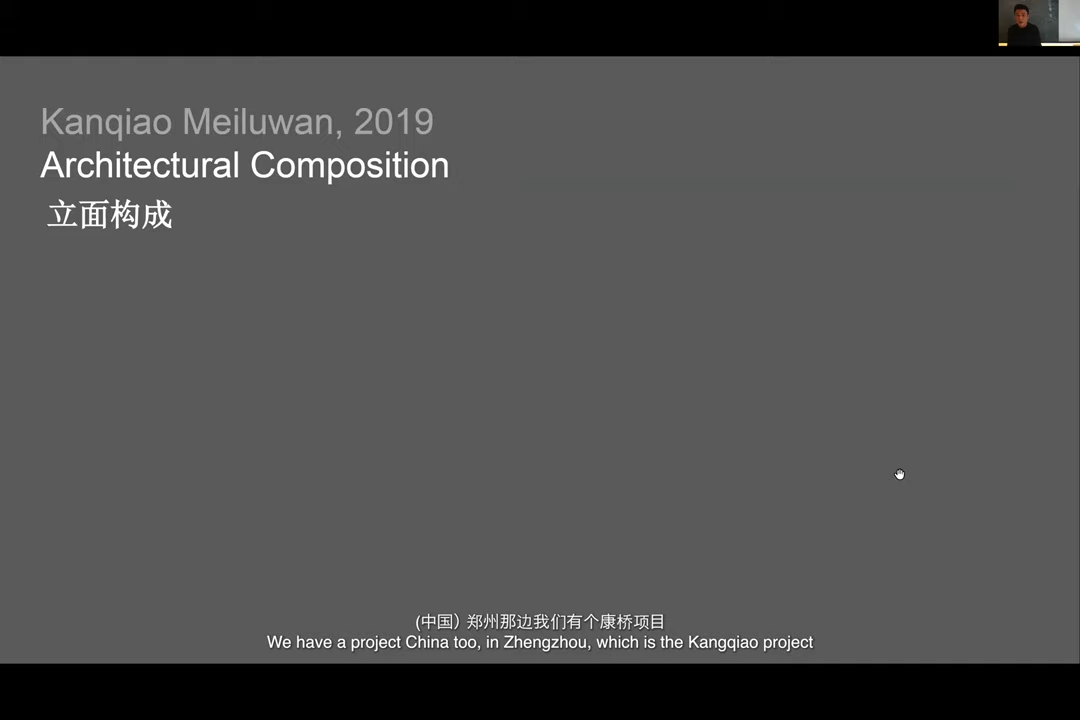 Kanqiao Meiluwan, 2019
Architectural Composition
立面构成
(中国) 郑州那边我们有个康桥项目
We have a project China too, in Zhengzhou, which is the Kangqiao project